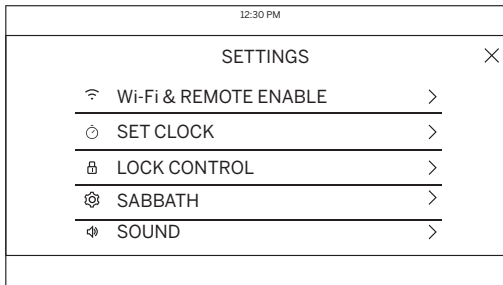 12:30 PM
SETTINGS
Wi-Fi & REMOTE ENABLE
SET CLOCK
LOCK CONTROL
SABBATH
SOUND